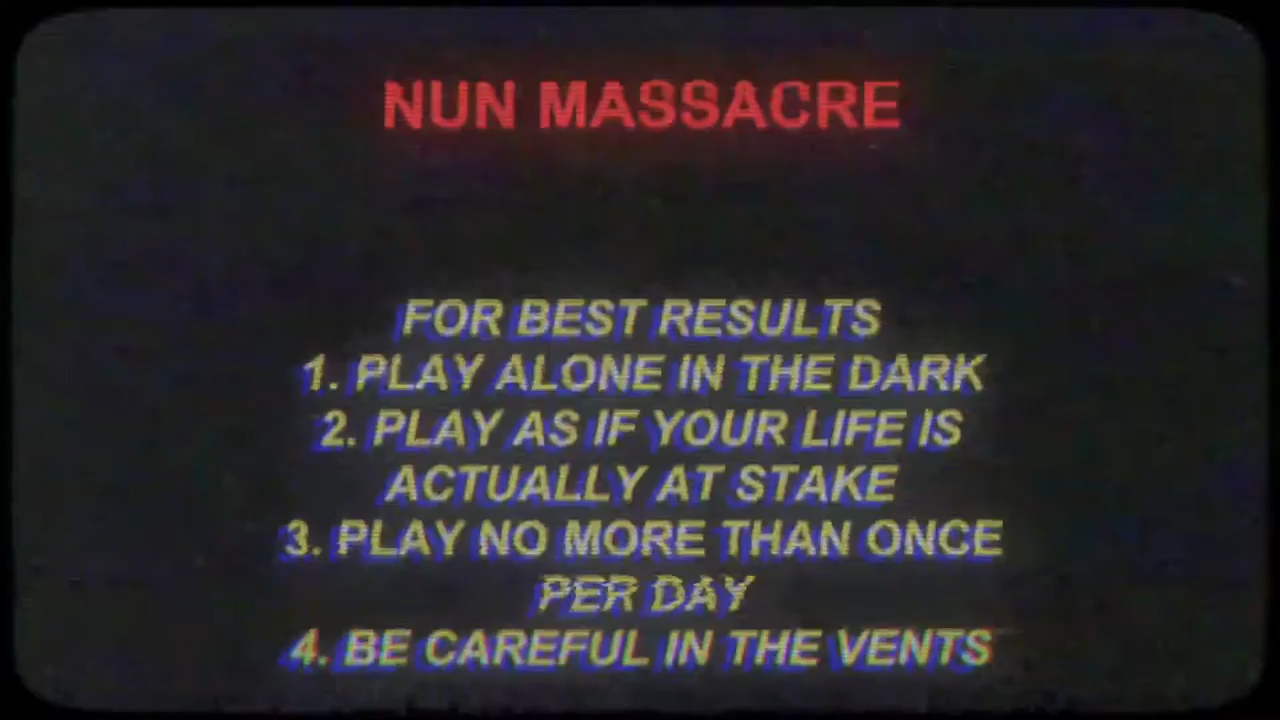 NUN MASSACRE
FOR BEST RESULTS
1. PLAY ALONE IN THE DARK
2. PLAY AS IF YOUR LIFE IS
ACTUALLY AT STAKE
3. PLAY NO MORE THAN ONCE
PER DAY
4. BE CAREFUL IN THE VENTS